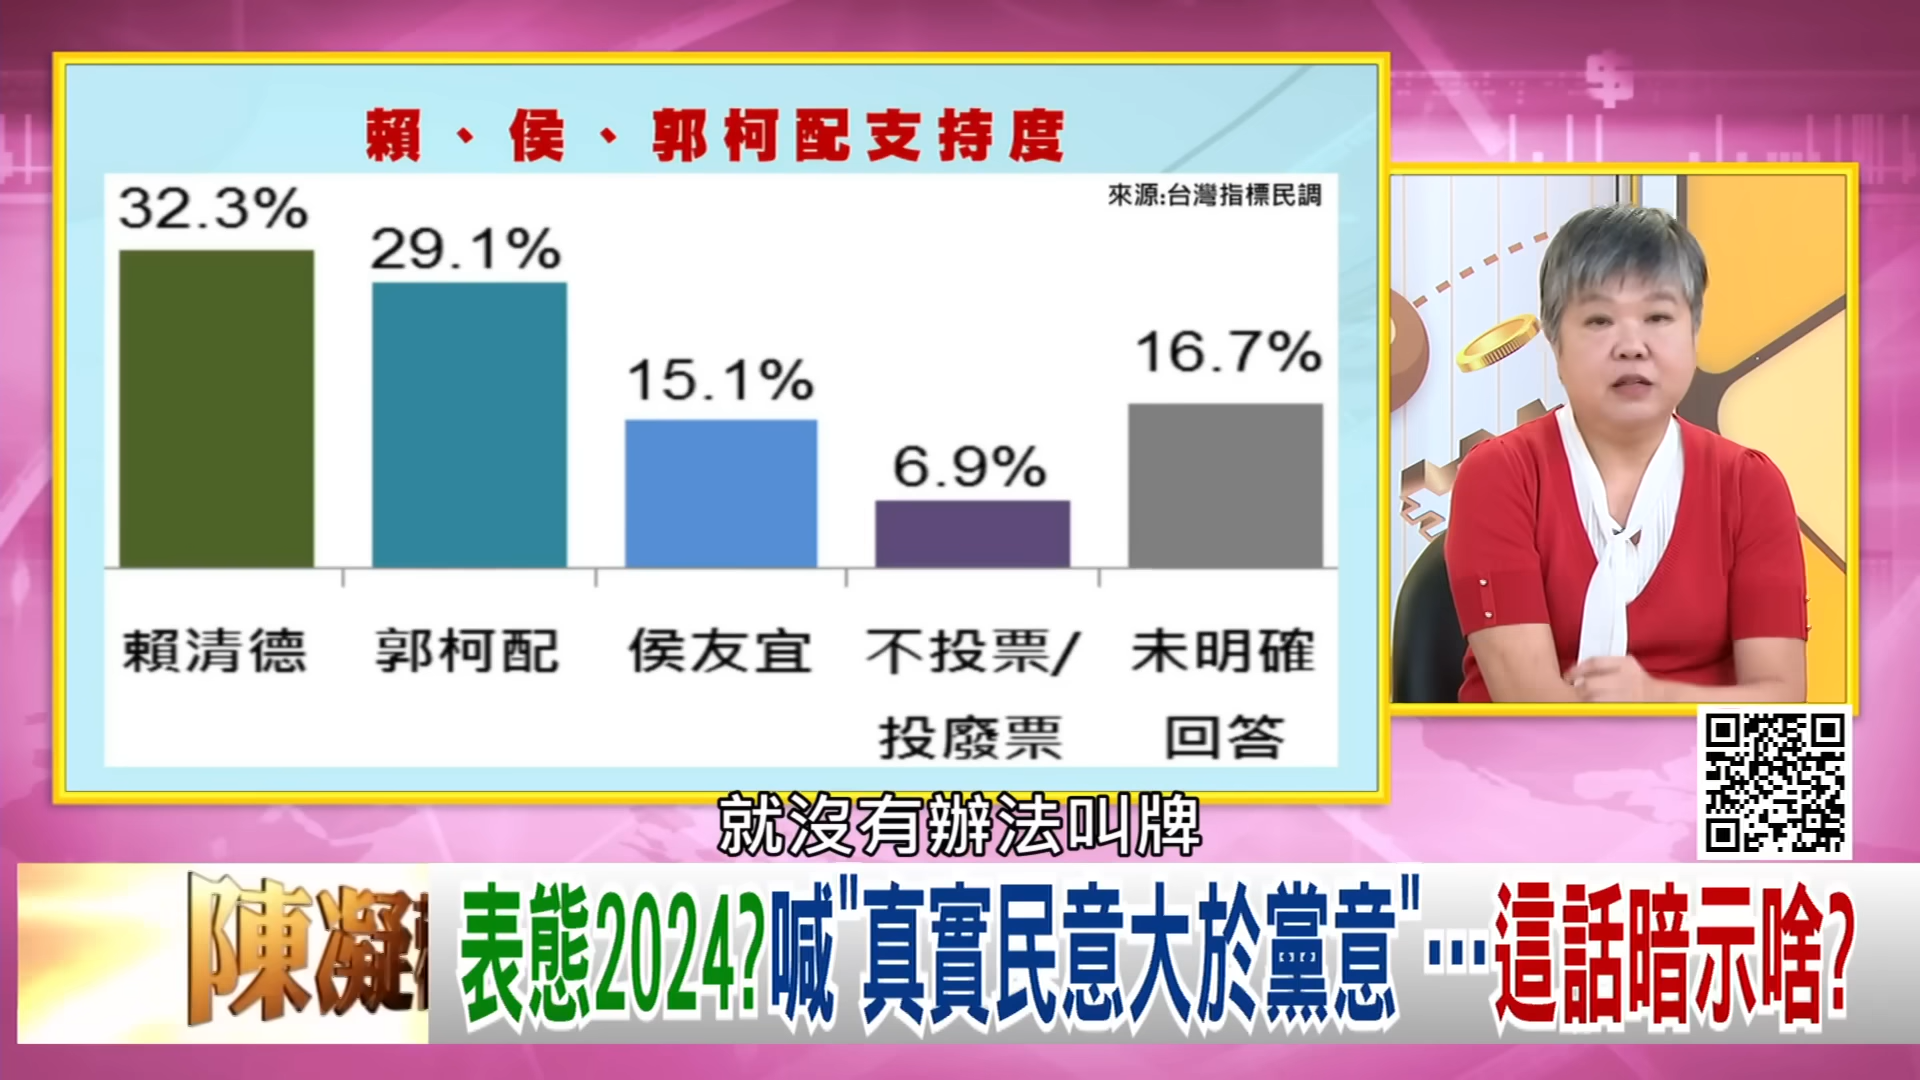 賴、侯、郭柯配支持度
來源:台灣指標民調
32.3%
29.1%
15.1%
6.9%
16.7%
賴清德
郭柯配
侯友宜
不投票/
投廢票
未明確
回答
就沒有辦法叫牌
陳凝
表態2024?喊"真實民意大於黨意"…這話暗示啥?